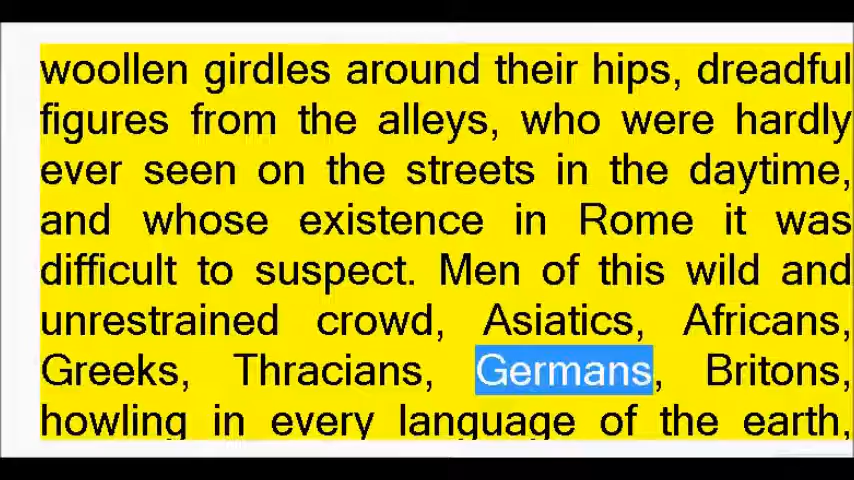 woollen girdles around their hips, dreadful
figures from the alleys, who were hardly
ever seen on the streets in the daytime,
and whose existence in Rome it was
difficult to suspect. Men of this wild and
unrestrained crowd, Asiatics, Africans,
Greeks, Thracians, Germans, Britons,
howling in every language of the earth,